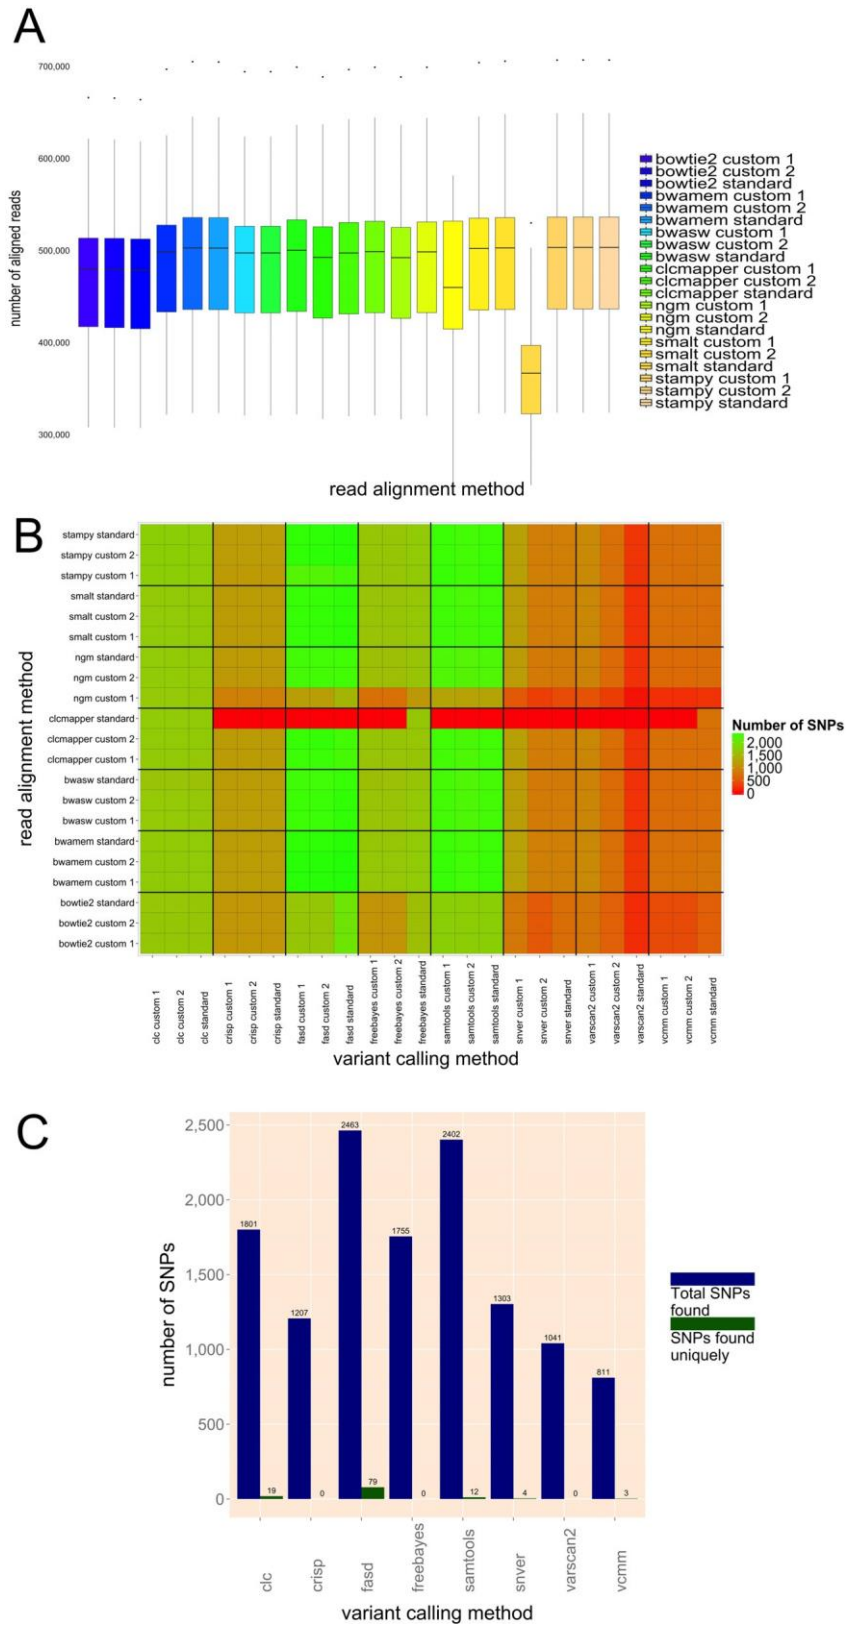 A
700,000
600,000
500,000
400,000
300,000
number of aligned reads
read alignment method
bowtie2 custom 1
bowtie2 custom 2
bowtie2 standard
bwamem custom 1
bwamem custom 2
bwamem standard
bwasw custom 1
bwasw custom 2
bwasw standard
clcmapper custom 1
clcmapper custom 2
clcmapper standard
ngm custom 1
ngm custom 2
ngm standard
smalt custom 1
smalt custom 2
smalt standard
stampy custom 1
stampy custom 2
stampy standard
B
read alignment method
stampy standard
stampy custom 2
stampy custom 1
smalt standard
smalt custom 2
smalt custom 1
ngm standard
ngm custom 2
ngm custom 1
clcmapper standard
clcmapper custom 2
clcmapper custom 1
bwasw standard
bwasw custom 2
bwasw custom 1
bwamem standard
bwamem custom 2
bwamem custom 1
bowtie2 standard
bowtie2 custom 2
bowtie2 custom 1
clc custom 1
clc custom 2
clc standard
crisp custom 1
crisp custom 2
crisp standard
fasd custom 1
fasd custom 2
fasd standard
freebayes custom 1
freebayes custom 2
freebayes standard
samtools custom 1
samtools custom 2
samtools standard
snver custom 1
snver custom 2
snver standard
varscan2 custom 1
varscan2 custom 2
varscan2 standard
vcmm custom 1
vcmm custom 2
vcmm standard
variant calling method
Number of SNPs
2,000
1,500
1,000
500
0
C
number of SNPs
2,500
2,000
1,500
1,000
500
0
1801
19
1207
0
2463
79
1755
0
2402
12
1303
4
1041
0
811
3
clc
crisp
fasd
freebayes
samtools
snver
varscan2
vcmm
variant calling method
Total SNPs
found
SNPs found
uniquely